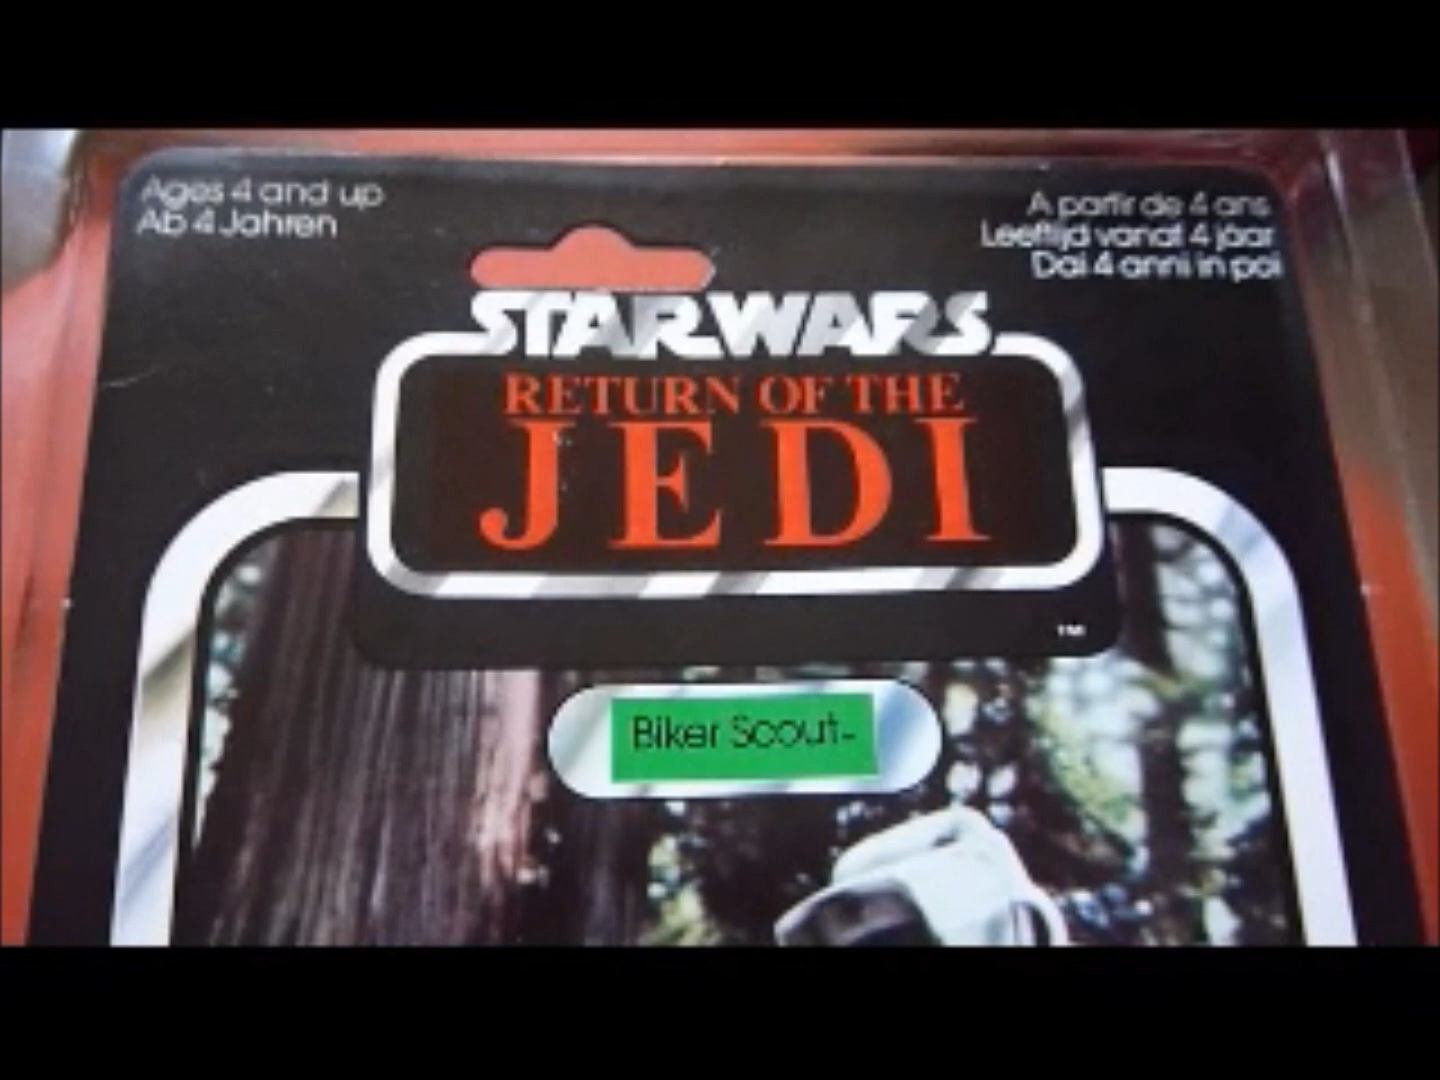 Ages 4 and up
Ab 4 Jahren
A partir de 4 ans
Leeftijd vanaf 4 jaar
Dai 4 anni in poi
STAR WARS
RETURN OF THE
JEDI
TM
Biker Scout™